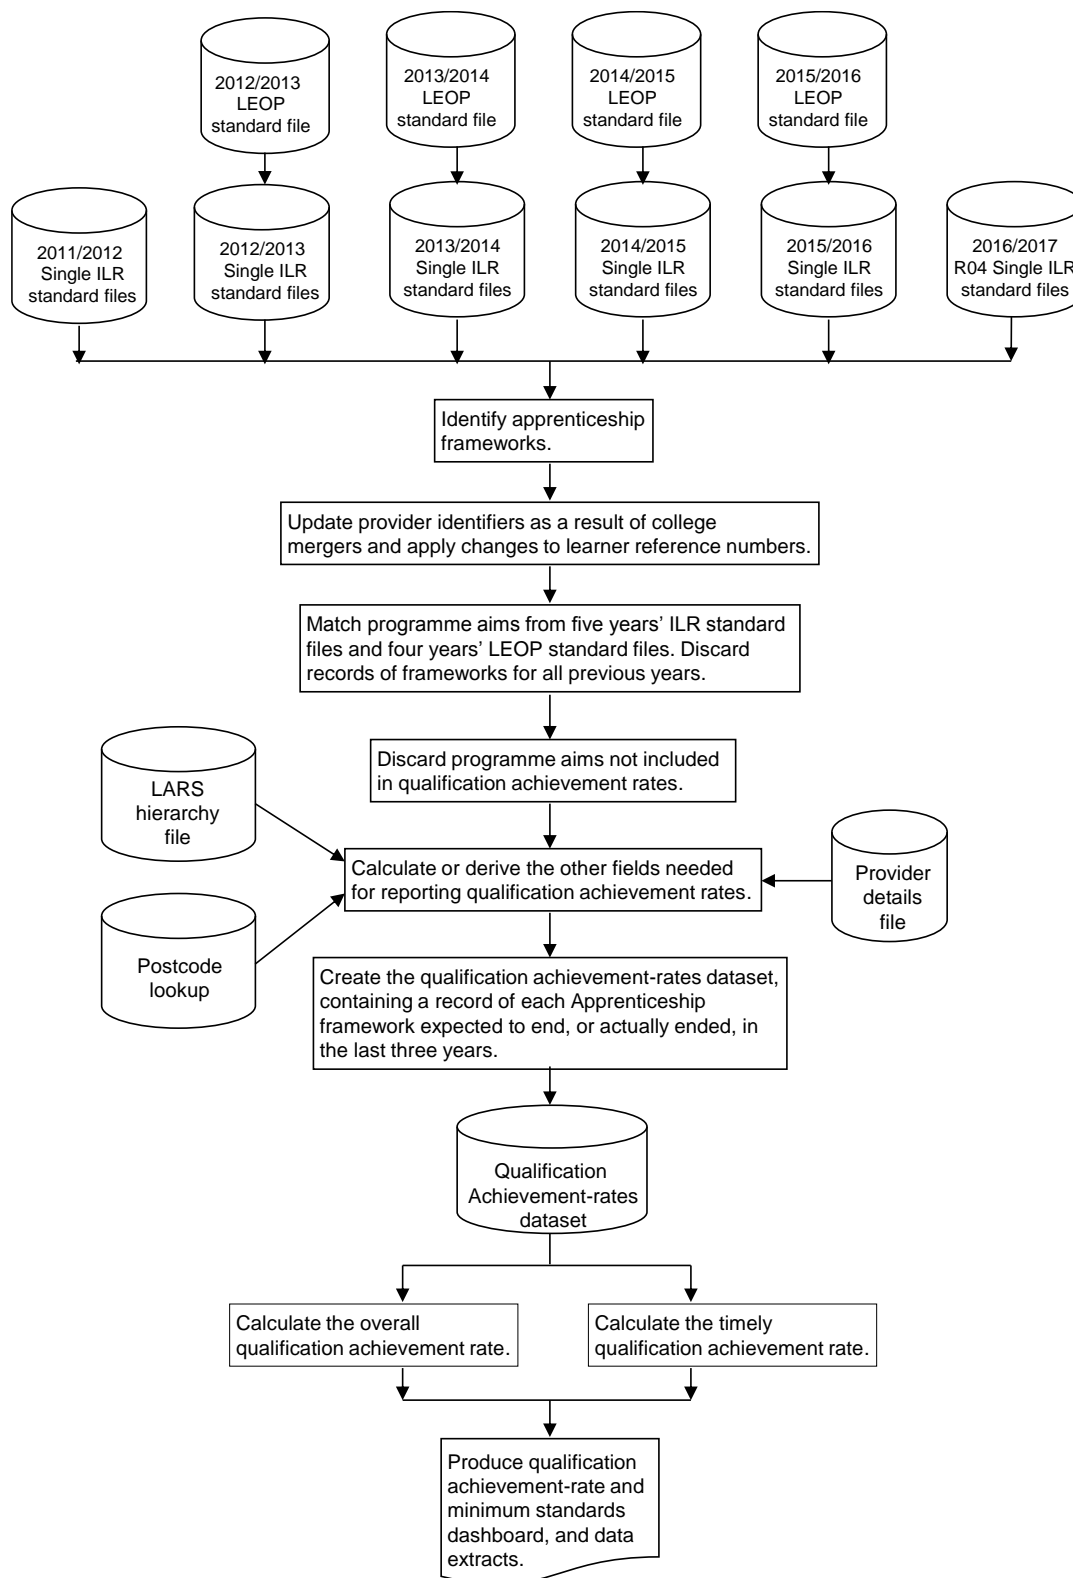 2012/2013
LEOP
standard file
2013/2014
LEOP
standard file
2014/2015
LEOP
standard file
2015/2016
LEOP
standard file
2011/2012
Single ILR
standard files
2012/2013
Single ILR
standard files
2013/2014
Single ILR
standard files
2014/2015
Single ILR
standard files
2015/2016
Single ILR
standard files
2016/2017
R04 Single ILR
standard files
Identify apprenticeship
frameworks.
Update provider identifiers as a result of college
mergers and apply changes to learner reference numbers.
Match programme aims from five years' ILR standard
files and four years' LEOP standard files. Discard
records of frameworks for all previous years.
Discard programme aims not included
in qualification achievement rates.
LARS
hierarchy
file
Calculate or derive the other fields needed
for reporting qualification achievement rates.
Provider
details
file
Postcode
lookup
Create the qualification achievement-rates dataset,
containing a record of each Apprenticeship
framework expected to end, or actually ended, in
the last three years.
Qualification
Achievement-rates
dataset
Calculate the overall
qualification achievement rate.
Calculate the timely
qualification achievement rate.
Produce qualification
achievement-rate and
minimum standards
dashboard, and data
extracts.